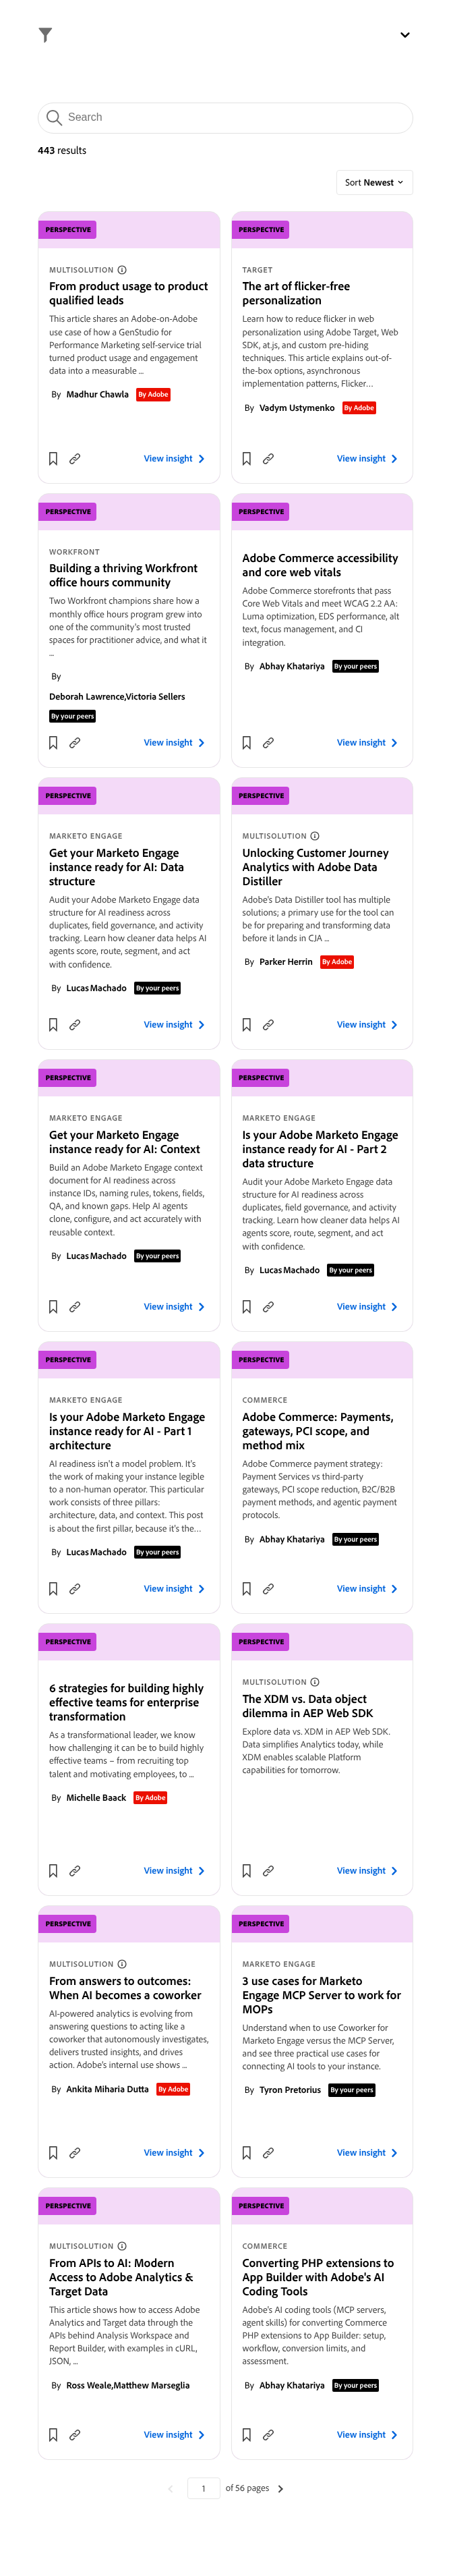 Search
443 results
Sort Newest
PERSPECTIVE
MULTISOLUTION
From product usage to product
qualified leads
This article shares an Adobe-on-Adobe
use case of how a GenStudio for
Performance Marketing self-service trial
turned product usage and engagement
data into a measurable ...
By Madhur Chawla By Adobe
View insight
PERSPECTIVE
TARGET
The art of flicker-free
personalization
Learn how to reduce flicker in web
personalization using Adobe Target, Web
SDK, at.js, and custom pre-hiding
techniques. This article explains out-of-
the-box options, asynchronous
implementation patterns, Flicker...
By Vadym Ustymenko By Adobe
View insight
PERSPECTIVE
WORKFRONT
Building a thriving Workfront
office hours community
Two Workfront champions share how a
monthly office hours program grew into
one of the community's most trusted
spaces for practitioner advice, and what it
...
By
Deborah Lawrence,Victoria Sellers
By your peers
View insight
PERSPECTIVE
Adobe Commerce accessibility
and core web vitals
Adobe Commerce storefronts that pass
Core Web Vitals and meet WCAG 2.2 AA:
Luma optimization, EDS performance, alt
text, focus management, and CI
integration.
By Abhay Khatariya By your peers
View insight
PERSPECTIVE
MARKETO ENGAGE
Get your Marketo Engage
instance ready for AI: Data
structure
Audit your Adobe Marketo Engage data
structure for AI readiness across
duplicates, field governance, and activity
tracking. Learn how cleaner data helps AI
agents score, route, segment, and act
with confidence.
By Lucas Machado By your peers
View insight
PERSPECTIVE
MULTISOLUTION
Unlocking Customer Journey
Analytics with Adobe Data
Distiller
Adobe's Data Distiller tool has multiple
solutions; a primary use for the tool can
be for preparing and transforming data
before it lands in CJA ...
By Parker Herrin By Adobe
View insight
PERSPECTIVE
MARKETO ENGAGE
Get your Marketo Engage
instance ready for AI: Context
Build an Adobe Marketo Engage context
document for AI readiness across
instance IDs, naming rules, tokens, fields,
QA, and known gaps. Help AI agents
clone, configure, and act accurately with
reusable context.
By Lucas Machado By your peers
View insight
PERSPECTIVE
MARKETO ENGAGE
Is your Adobe Marketo Engage
instance ready for AI - Part 2
data structure
Audit your Adobe Marketo Engage data
structure for AI readiness across
duplicates, field governance, and activity
tracking. Learn how cleaner data helps AI
agents score, route, segment, and act
with confidence.
By Lucas Machado By your peers
View insight
PERSPECTIVE
MARKETO ENGAGE
Is your Adobe Marketo Engage
instance ready for AI - Part 1
architecture
AI readiness isn't a model problem. It's
the work of making your instance legible
to a non-human operator. This particular
work consists of three pillars:
architecture, data, and context. This post
is about the first pillar, because it's the...
By Lucas Machado By your peers
View insight
PERSPECTIVE
COMMERCE
Adobe Commerce: Payments,
gateways, PCI scope, and
method mix
Adobe Commerce payment strategy:
Payment Services vs third-party
gateways, PCI scope reduction, B2C/B2B
payment methods, and agentic payment
protocols.
By Abhay Khatariya By your peers
View insight
PERSPECTIVE
6 strategies for building highly
effective teams for enterprise
transformation
As a transformational leader, we know
how challenging it can be to build highly
effective teams – from recruiting top
talent and motivating employees, to ...
By Michelle Baack By Adobe
View insight
PERSPECTIVE
MULTISOLUTION
The XDM vs. Data object
dilemma in AEP Web SDK
Explore data vs. XDM in AEP Web SDK.
Data simplifies Analytics today, while
XDM enables scalable Platform
capabilities for tomorrow.
View insight
PERSPECTIVE
MULTISOLUTION
From answers to outcomes:
When AI becomes a coworker
AI-powered analytics is evolving from
answering questions to acting like a
coworker that autonomously investigates,
delivers trusted insights, and drives
action. Adobe's internal use shows ...
By Ankita Miharia Dutta By Adobe
View insight
PERSPECTIVE
MARKETO ENGAGE
3 use cases for Marketo
Engage MCP Server to work for
MOPs
Understand when to use Coworker for
Marketo Engage versus the MCP Server,
and see three practical use cases for
connecting AI tools to your instance.
By Tyron Pretorius By your peers
View insight
PERSPECTIVE
MULTISOLUTION
From APIs to AI: Modern
Access to Adobe Analytics &
Target Data
This article shows how to access Adobe
Analytics and Target data through the
APIs behind Analysis Workspace and
Report Builder, with examples in cURL,
JSON, ...
By Ross Weale,Matthew Marseglia
View insight
PERSPECTIVE
COMMERCE
Converting PHP extensions to
App Builder with Adobe's AI
Coding Tools
Adobe's AI coding tools (MCP servers,
agent skills) for converting Commerce
PHP extensions to App Builder: setup,
workflow, conversion limits, and
assessment.
By Abhay Khatariya By your peers
View insight
1 of 56 pages